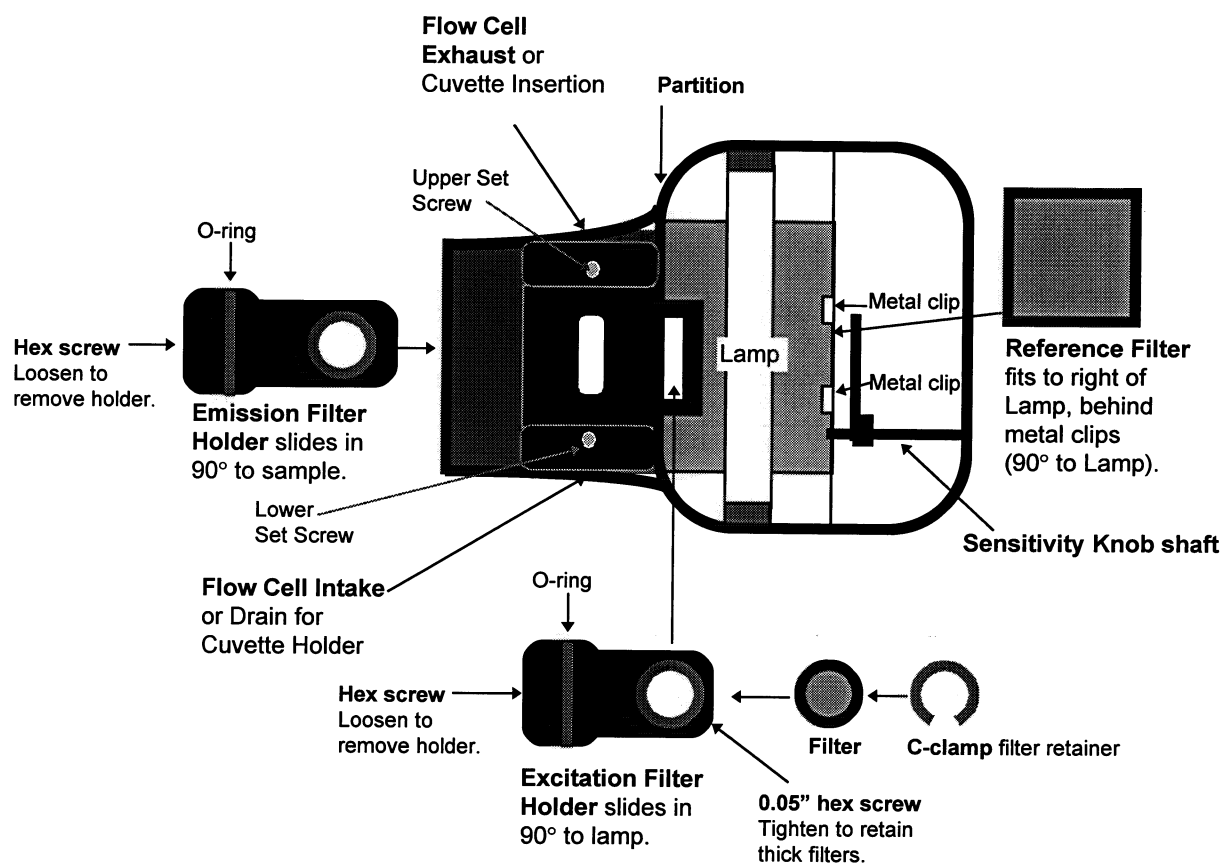 Flow Cell
Exhaust or
Cuvette Insertion
Partition
Upper Set
Screw
O-ring
Metal clip
Lamp
Metal clip
Hex screw
Loosen to
remove holder.
Emission Filter
Holder slides in
90° to sample.
Reference Filter
fits to right of
Lamp, behind
metal clips
(90° to Lamp).
Lower
Set Screw
Sensitivity Knob shaft
Flow Cell Intake
or Drain for
Cuvette Holder
O-ring
Hex screw
Loosen to
remove holder.
Filter
C-clamp filter retainer
Excitation Filter
Holder slides in
90° to lamp.
0.05" hex screw
Tighten to retain
thick filters.